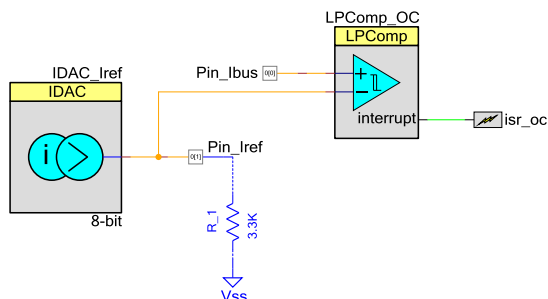 LPComp_OC
LPComp
Pin_Ibus
0[0]
+
−
interrupt
isr_oc
IDAC_Iref
IDAC
i
8-bit
0[1]
Pin_Iref
R_1
3.3K
Vss